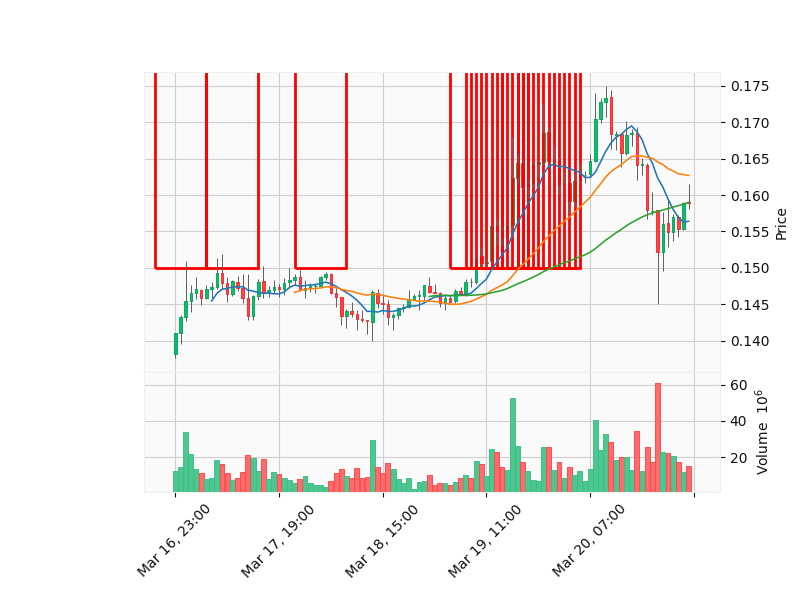 0.175
0.170
0.165
0.160
0.155
0.150
0.145
0.140
Price
60
40
20
Volume 10⁶
Mar 16, 23:00
Mar 17, 19:00
Mar 18, 15:00
Mar 19, 11:00
Mar 20, 07:00